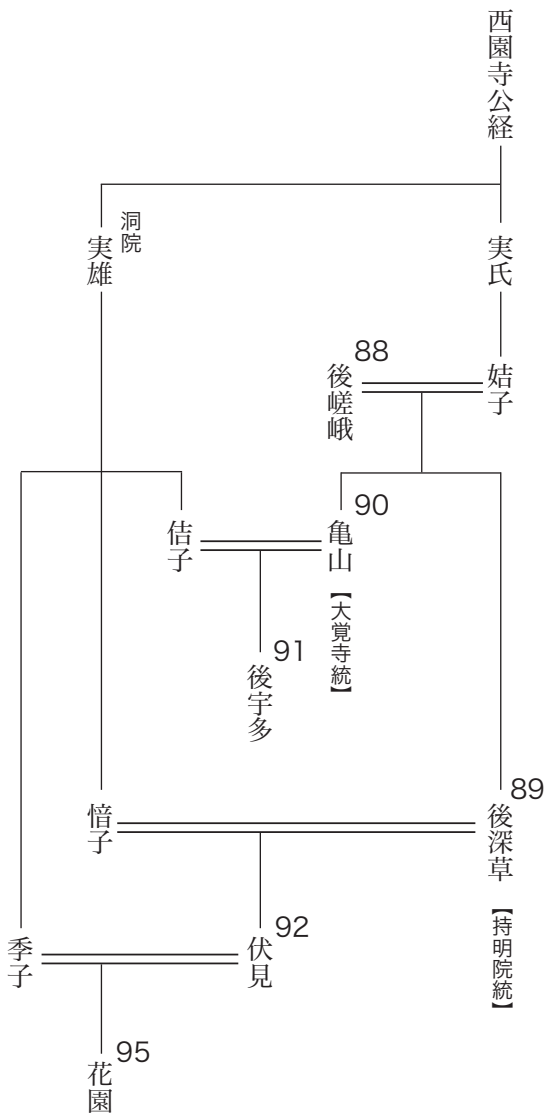 西園寺公経
実氏
洞院
実雄
姞子
88
後嵯峨
90
亀山
【大覚寺統】
佶子
91
後宇多
89
後深草
【持明院統】
愔子
92
伏見
季子
95
花園